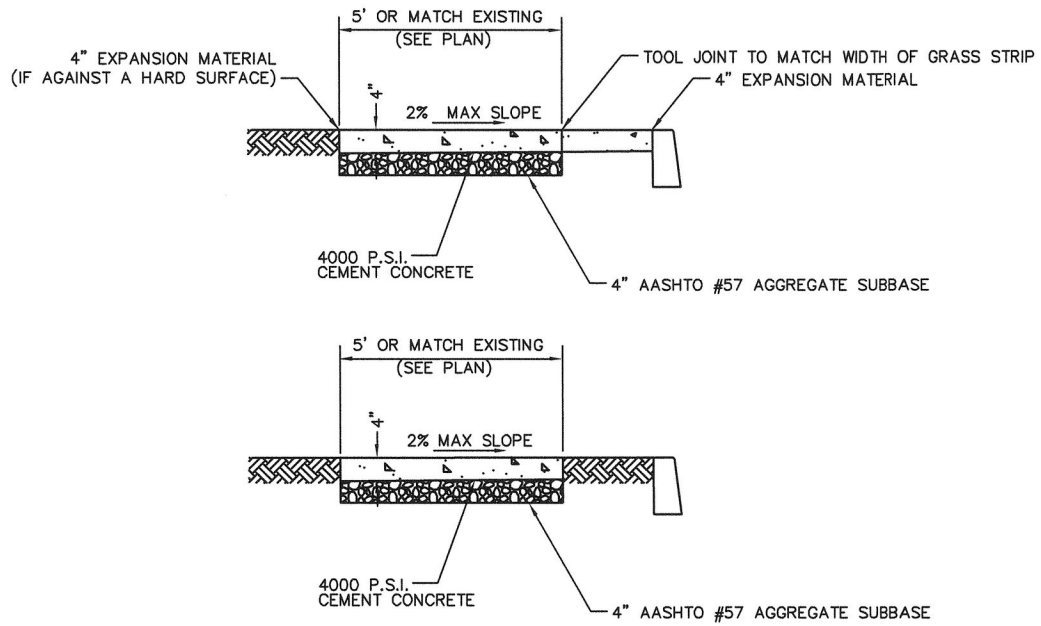 5' OR MATCH EXISTING
(SEE PLAN)
4" EXPANSION MATERIAL
(IF AGAINST A HARD SURFACE)
TOOL JOINT TO MATCH WIDTH OF GRASS STRIP
4" EXPANSION MATERIAL
4"
2% MAX SLOPE
4000 P.S.I.
CEMENT CONCRETE
4" AASHTO #57 AGGREGATE SUBBASE
5' OR MATCH EXISTING
(SEE PLAN)
4"
2% MAX SLOPE
4000 P.S.I.
CEMENT CONCRETE
4" AASHTO #57 AGGREGATE SUBBASE